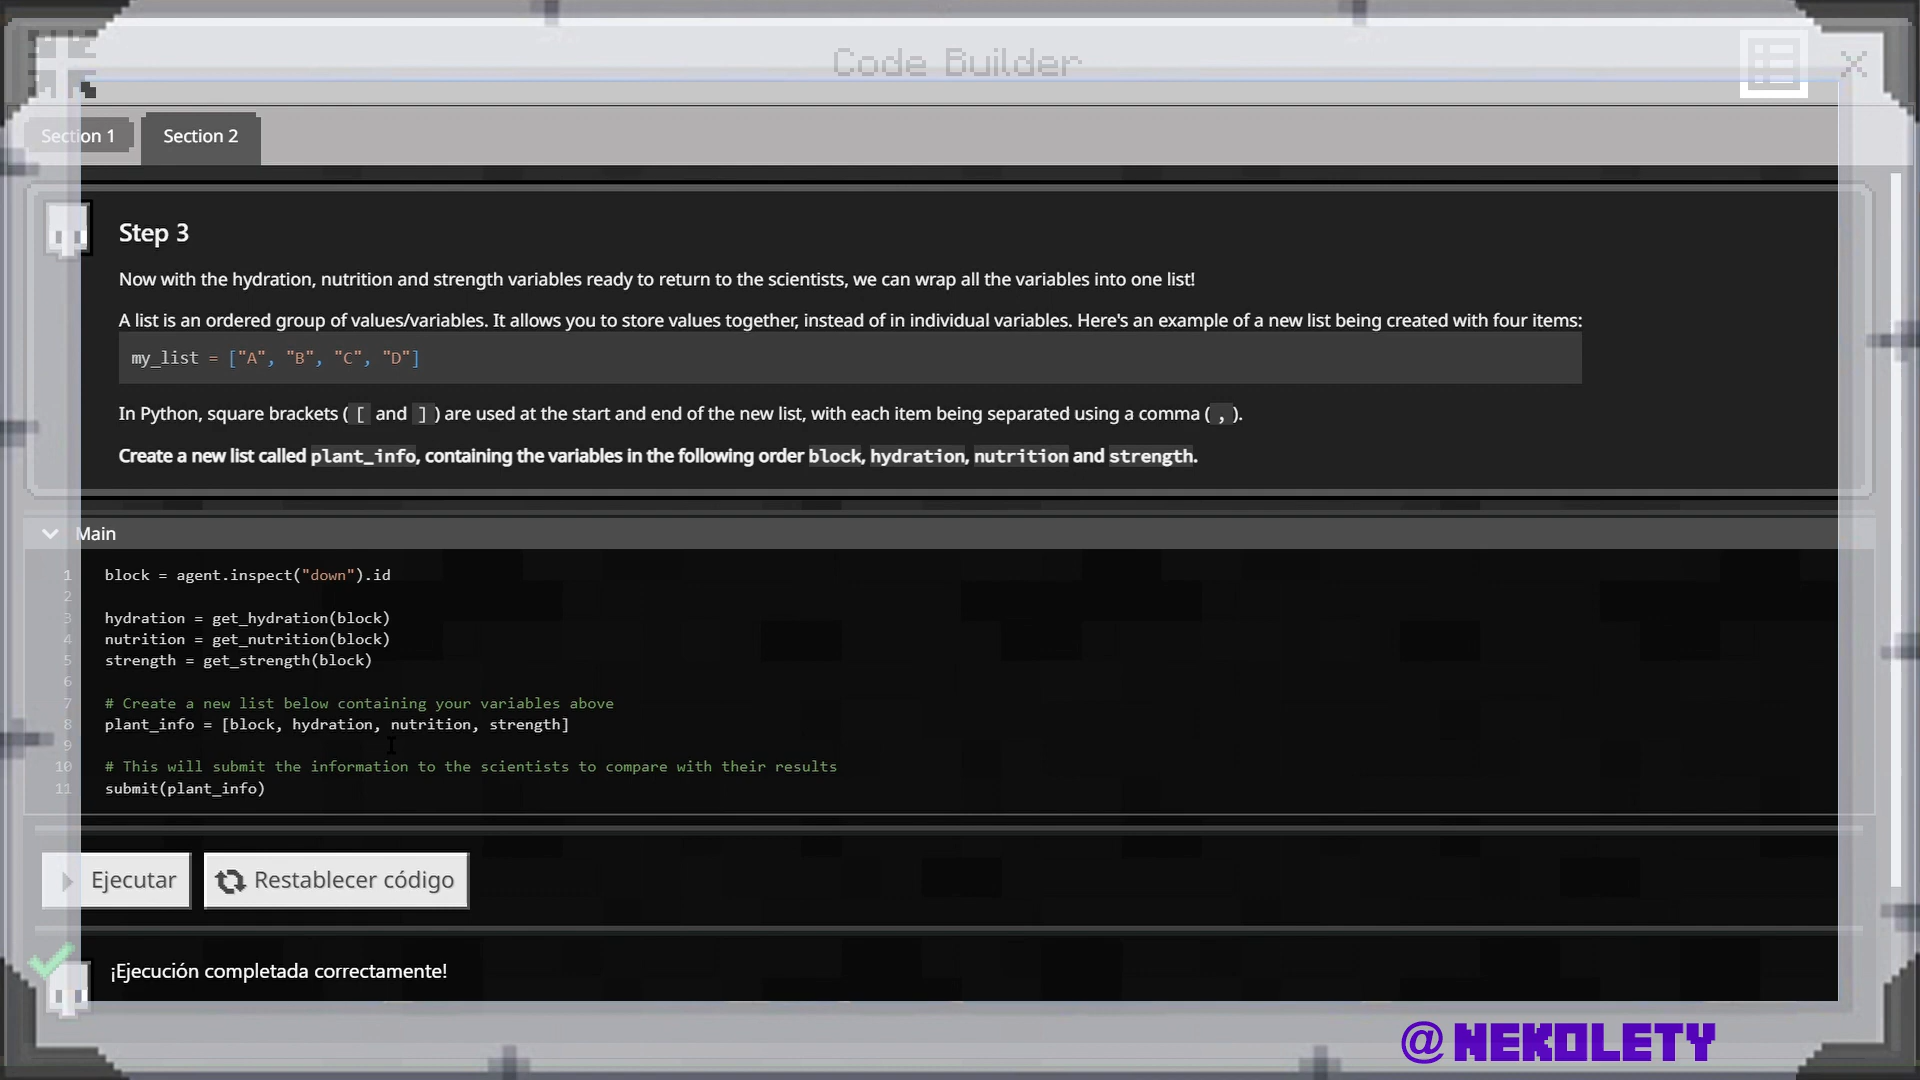 Code Builder
Section 1
Section 2
Step 3
Now with the hydration, nutrition and strength variables ready to return to the scientists, we can wrap all the variables into one list!
A list is an ordered group of values/variables. It allows you to store values together, instead of in individual variables. Here's an example of a new list being created with four items:
my_list = ["A", "B", "C", "D"]
In Python, square brackets ( [ and ] ) are used at the start and end of the new list, with each item being separated using a comma ( , ).
Create a new list called plant_info, containing the variables in the following order block, hydration, nutrition and strength.
Main
1 block = agent.inspect("down").id
2
3 hydration = get_hydration(block)
4 nutrition = get_nutrition(block)
5 strength = get_strength(block)
6
7 # Create a new list below containing your variables above
8 plant_info = [block, hydration, nutrition, strength]
9
10 # This will submit the information to the scientists to compare with their results
11 submit(plant_info)
Ejecutar
Restablecer código
¡Ejecución completada correctamente!
@NEKOLETY